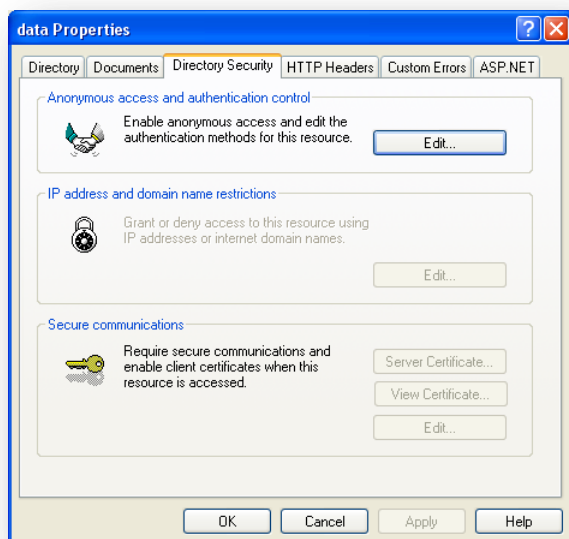 data Properties
Directory Documents Directory Security HTTP Headers Custom Errors ASP.NET
Anonymous access and authentication control
Enable anonymous access and edit the
authentication methods for this resource.
Edit...
IP address and domain name restrictions
Grant or deny access to this resource using
IP addresses or internet domain names.
Edit...
Secure communications
Require secure communications and
enable client certificates when this
resource is accessed.
Server Certificate...
View Certificate...
Edit...
OK Cancel Apply Help